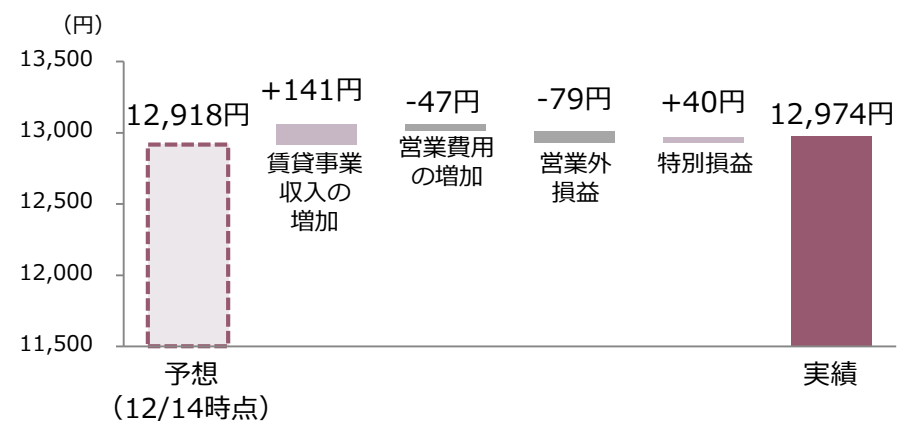 （円）
13,500
13,000
12,500
12,000
11,500
12,918円
+141円
賃貸事業
収入の
増加
-47円
営業費用
の増加
-79円
営業外
損益
+40円
特別損益
12,974円
予想
（12/14時点）
実績